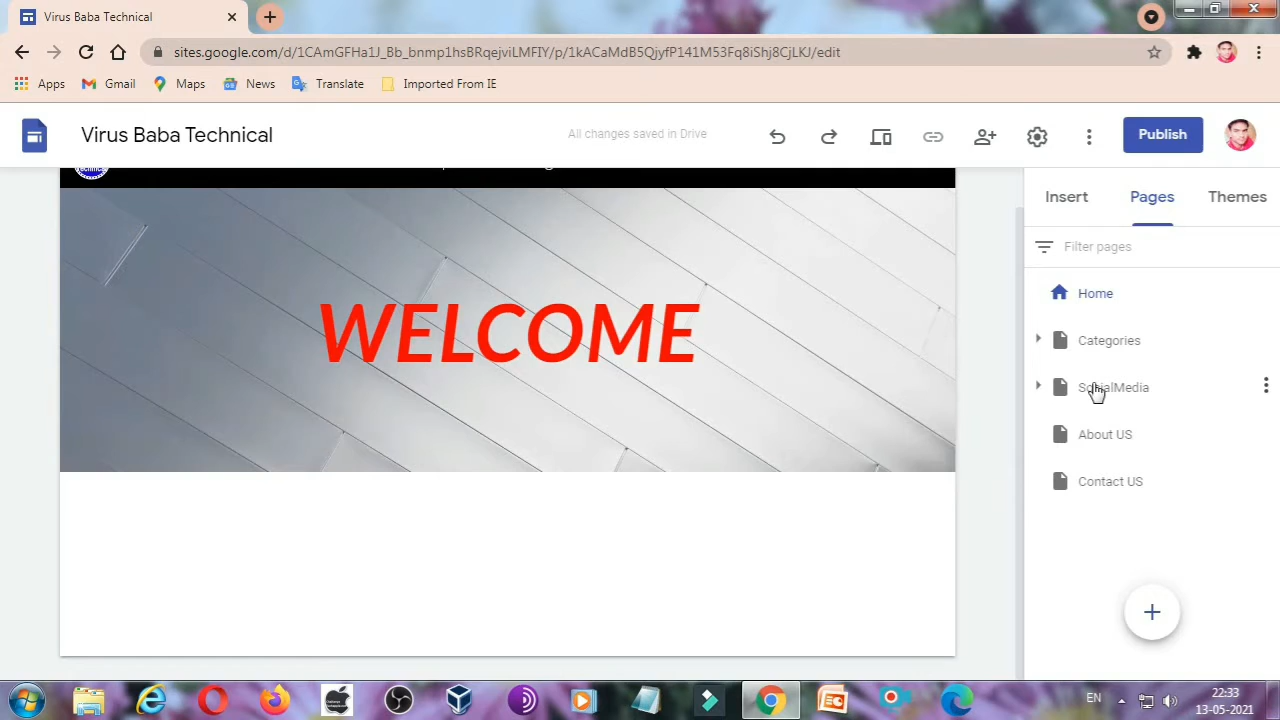 Virus Baba Technical
sites.google.com/d/1CAmGFHa1J_Bb_bnmp1hsBRqejviLMFIY/p/1kACaMdB5QjyfP141M53Fq8iShj8CjLKJ/edit
Apps Gmail Maps News Translate Imported From IE
Virus Baba Technical
All changes saved in Drive
Publish
Insert Pages Themes
Filter pages
Home
Categories
SocialMedia
About US
Contact US
WELCOME
EN
22:33
13-05-2021